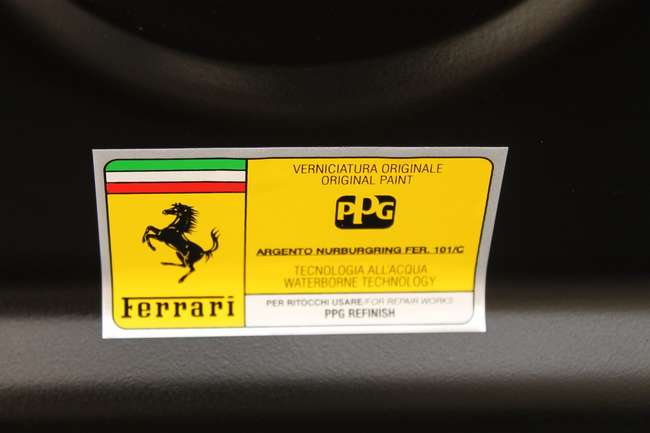 Ferrari
VERNICIATURA ORIGINALE
ORIGINAL PAINT
PPG
ARGENTO NURBURGRING FER. 101/C
TECNOLOGIA ALL'ACQUA
WATERBORNE TECHNOLOGY
PER RITOCCHI USARE/FOR REPAIR WORKS
PPG REFINISH